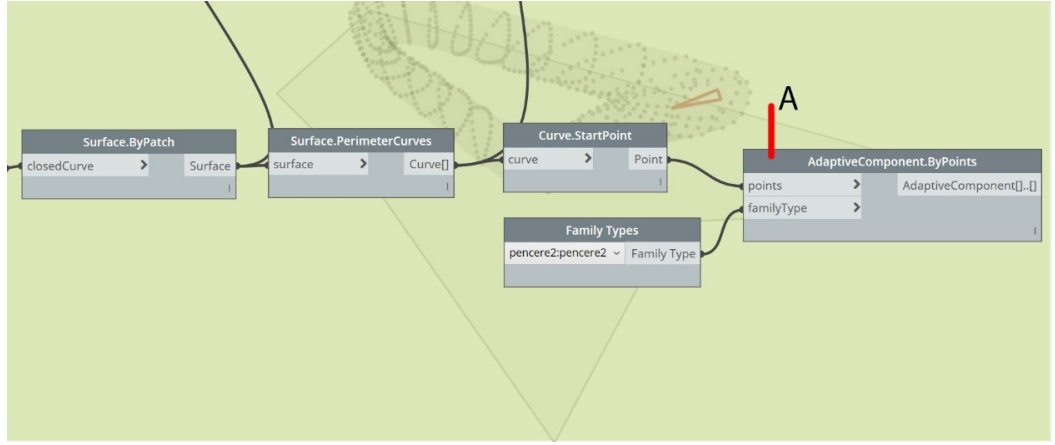 A
Surface.ByPatch
closedCurve > Surface
l
Surface.PerimeterCurves
surface > Curve[]
l
Curve.StartPoint
curve > Point
l
Family Types
pencere2:pencere2 Family Type
AdaptiveComponent.ByPoints
points > AdaptiveComponent[]..[]
familyType >
l